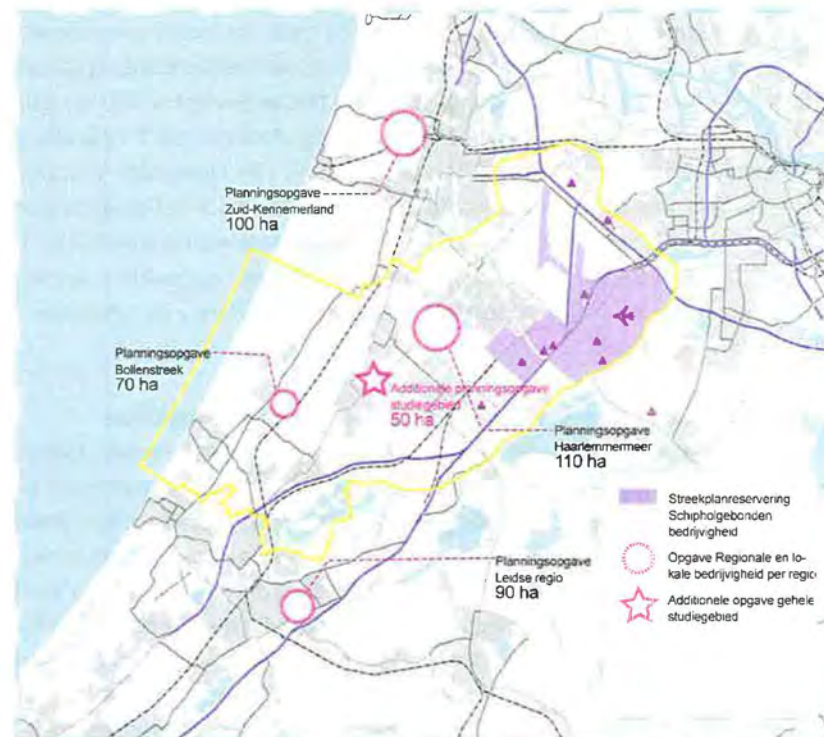 Planningsopgave
Zuid-Kennemerland
100 ha
Planningsopgave
Bollenstreek
70 ha
Additionele planningsopgave
studiegebied
50 ha
Planningsopgave
Haarlemmermeer
110 ha
Planningsopgave
Leidse regio
90 ha
Streekplanreservering
Schipholgebonden
bedrijvigheid
Opgave Regionale en lo-
kale bedrijvigheid per regio
Additionele opgave gehele
studiegebied